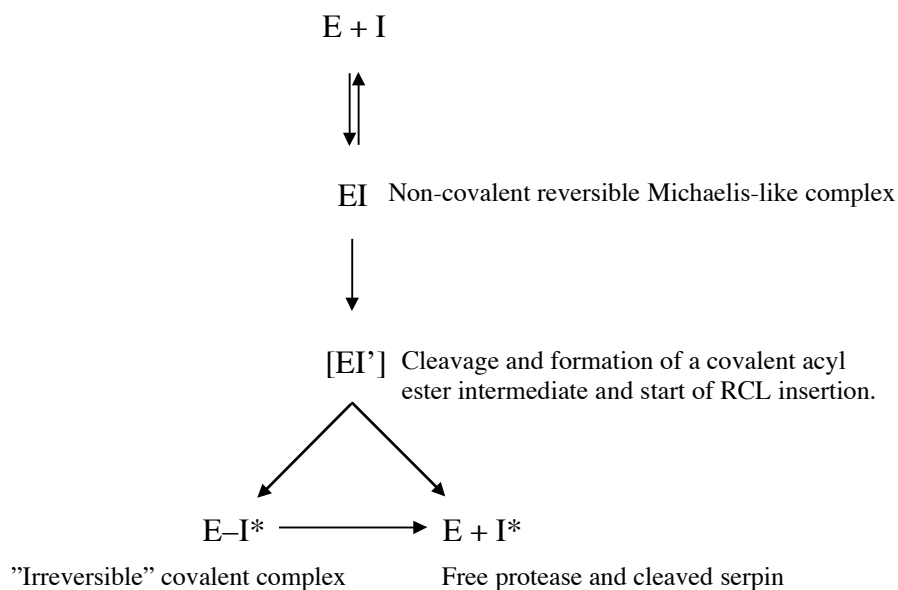 E + I
EI Non-covalent reversible Michaelis-like complex
[EI’] Cleavage and formation of a covalent acyl
ester intermediate and start of RCL insertion.
E–I* E + I*
”Irreversible” covalent complex Free protease and cleaved serpin